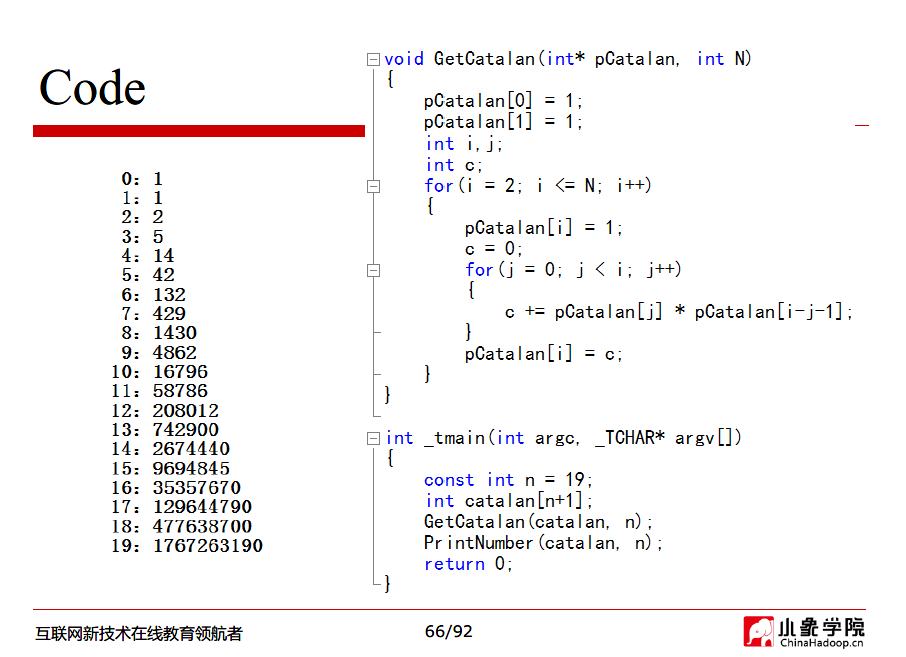 Code
0: 1
1: 1
2: 2
3: 5
4: 14
5: 42
6: 132
7: 429
8: 1430
9: 4862
10: 16796
11: 58786
12: 208012
13: 742900
14: 2674440
15: 9694845
16: 35357670
17: 129644790
18: 477638700
19: 1767263190
void GetCatalan(int* pCatalan, int N)
{
    pCatalan[0] = 1;
    pCatalan[1] = 1;
    int i,j;
    int c;
    for(i = 2; i <= N; i++)
    {
        pCatalan[i] = 1;
        c = 0;
        for(j = 0; j < i; j++)
        {
            c += pCatalan[j] * pCatalan[i-j-1];
        }
        pCatalan[i] = c;
    }
}
int _tmain(int argc, _TCHAR* argv[])
{
    const int n = 19;
    int catalan[n+1];
    GetCatalan(catalan, n);
    PrintNumber(catalan, n);
    return 0;
}
互联网新技术在线教育领航者
66/92
小象学院
ChinaHadoop.cn